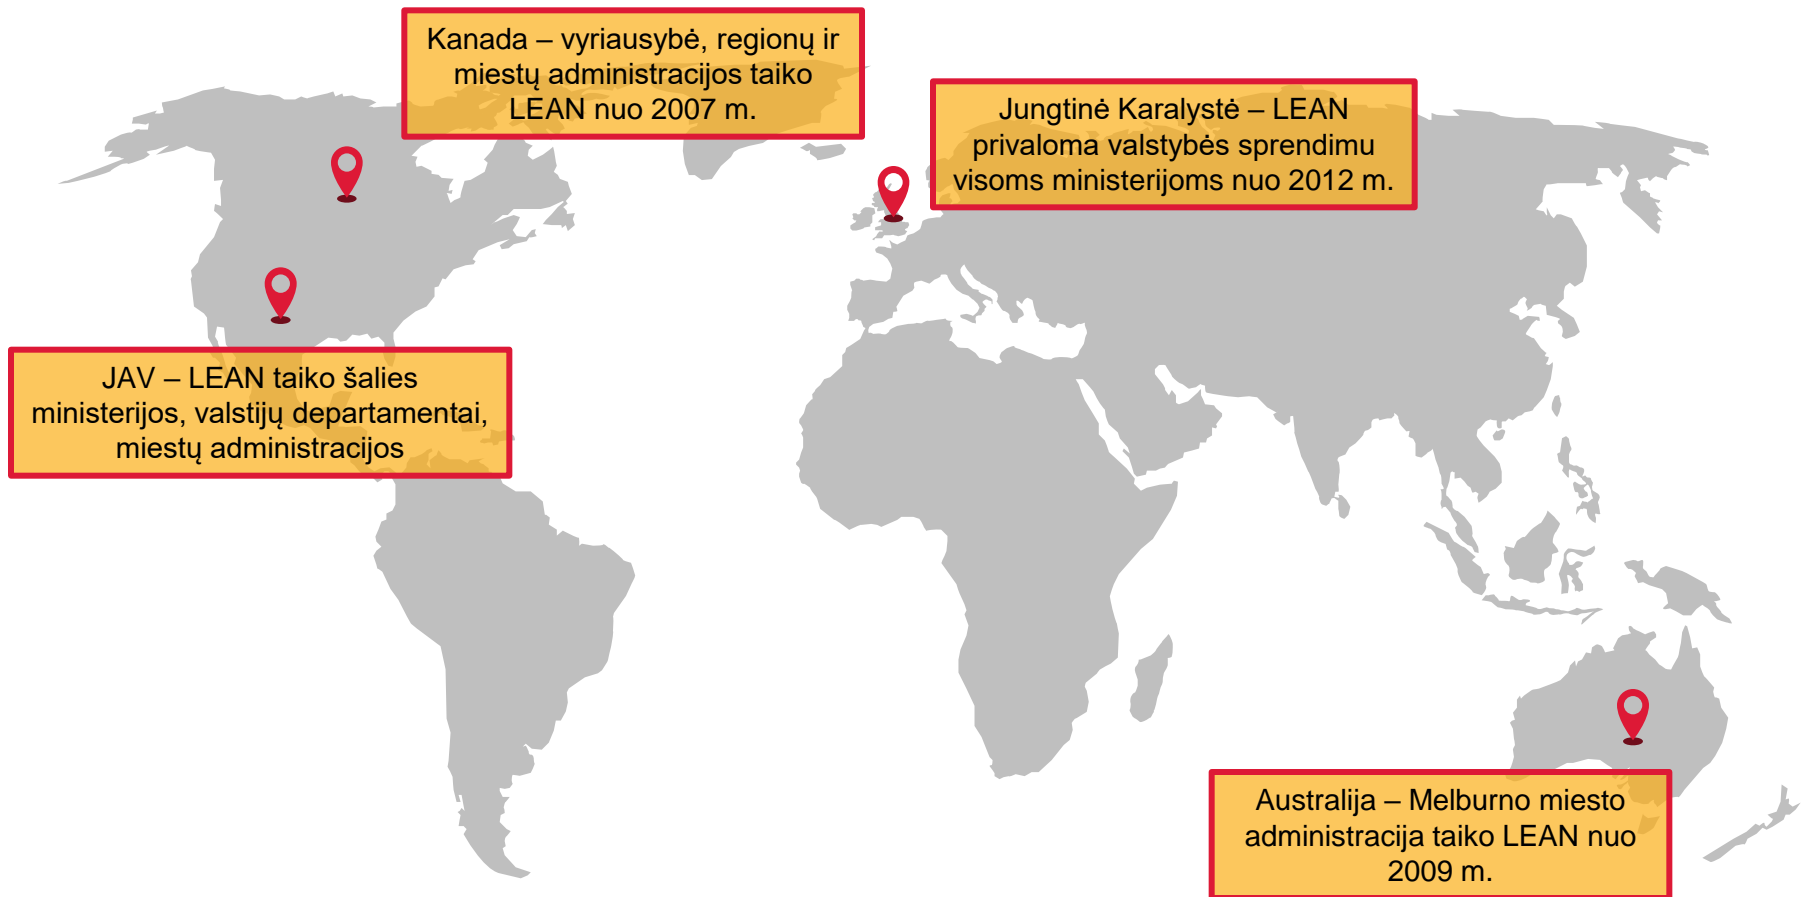 Kanada – vyriausybė, regionų ir
miestų administracijos taiko
LEAN nuo 2007 m.
Jungtinė Karalystė – LEAN
privaloma valstybės sprendimu
visoms ministerijoms nuo 2012 m.
JAV – LEAN taiko šalies
ministerijos, valstijų departamentai,
miestų administracijos
Australija – Melburno miesto
administracija taiko LEAN nuo
2009 m.